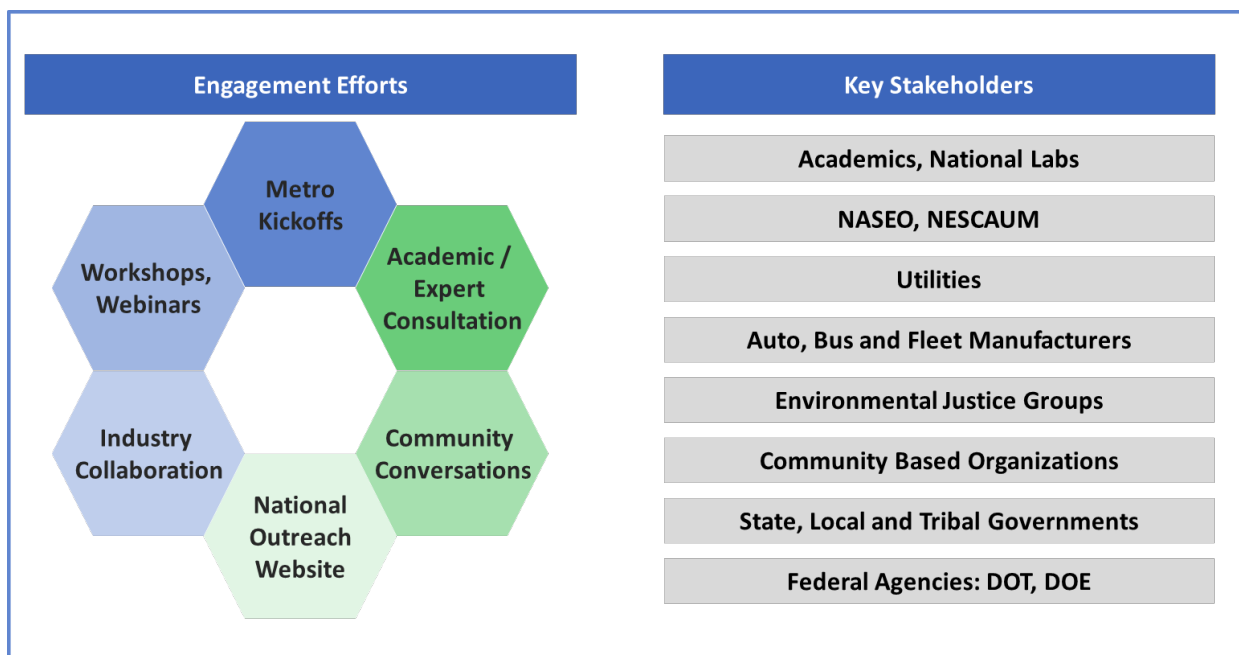 Engagement Efforts
Metro
Kickoffs
Academic /
Expert
Consultation
Community
Conversations
National
Outreach
Website
Industry
Collaboration
Workshops,
Webinars
Key Stakeholders
Academics, National Labs
NASEO, NESCAUM
Utilities
Auto, Bus and Fleet Manufacturers
Environmental Justice Groups
Community Based Organizations
State, Local and Tribal Governments
Federal Agencies: DOT, DOE